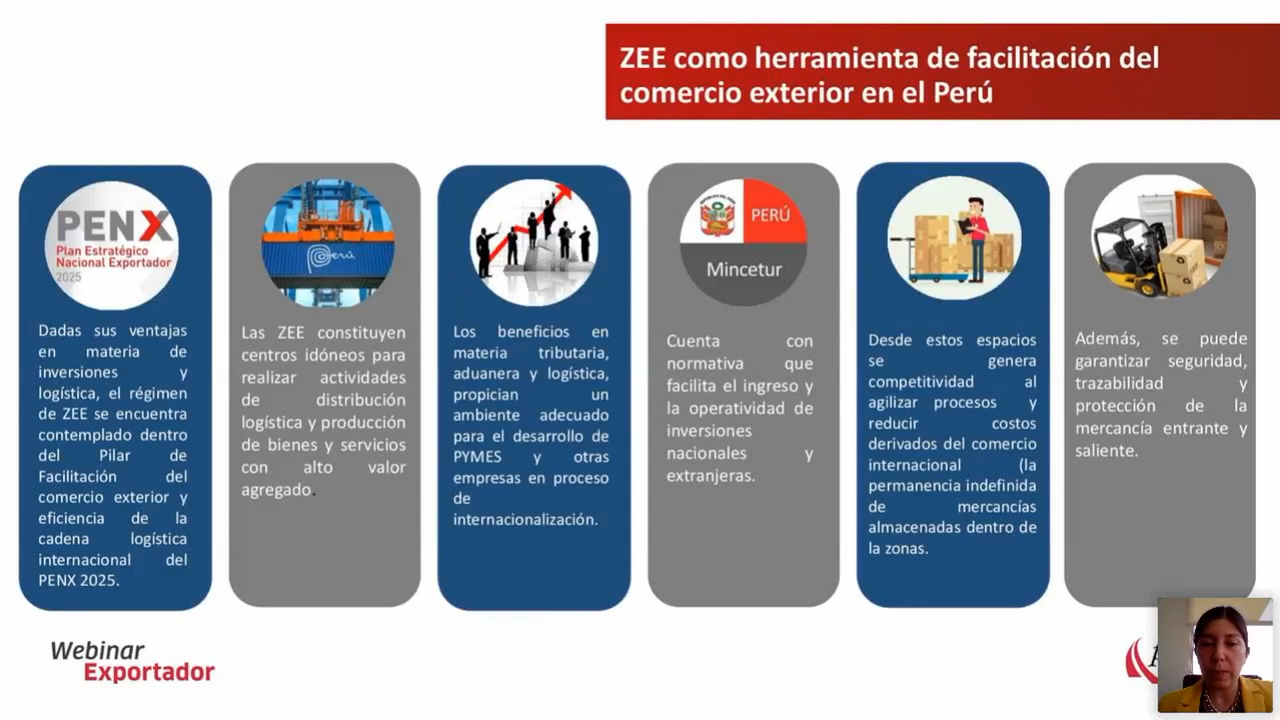 ZEE como herramienta de facilitación del
comercio exterior en el Perú
PENX
Plan Estratégico
Nacional Exportador
2025
Dadas sus ventajas
en materia de
inversiones y
logística, el régimen
de ZEE se encuentra
contemplado dentro
del Pilar de
Facilitación del
comercio exterior y
eficiencia de la
cadena logística
internacional del
PENX 2025.
Perú
Las ZEE constituyen
centros idóneos para
realizar actividades
de distribución
logística y producción
de bienes y servicios
con alto valor
agregado.
Los beneficios en
materia tributaria,
aduanera y logística,
propician un
ambiente adecuado
para el desarrollo de
PYMES y otras
empresas en proceso
de
internacionalización.
PERÚ
Mincetur
Cuenta con
normativa que
facilita el ingreso y
la operatividad de
inversiones
nacionales y
extranjeras.
Desde estos espacios
se genera
competitividad al
agilizar procesos y
reducir costos
derivados del comercio
internacional (la
permanencia indefinida
de mercancías
almacenadas dentro de
la zonas.
Además, se puede
garantizar seguridad,
trazabilidad y
protección de la
mercancía entrante y
saliente.
Webinar
Exportador